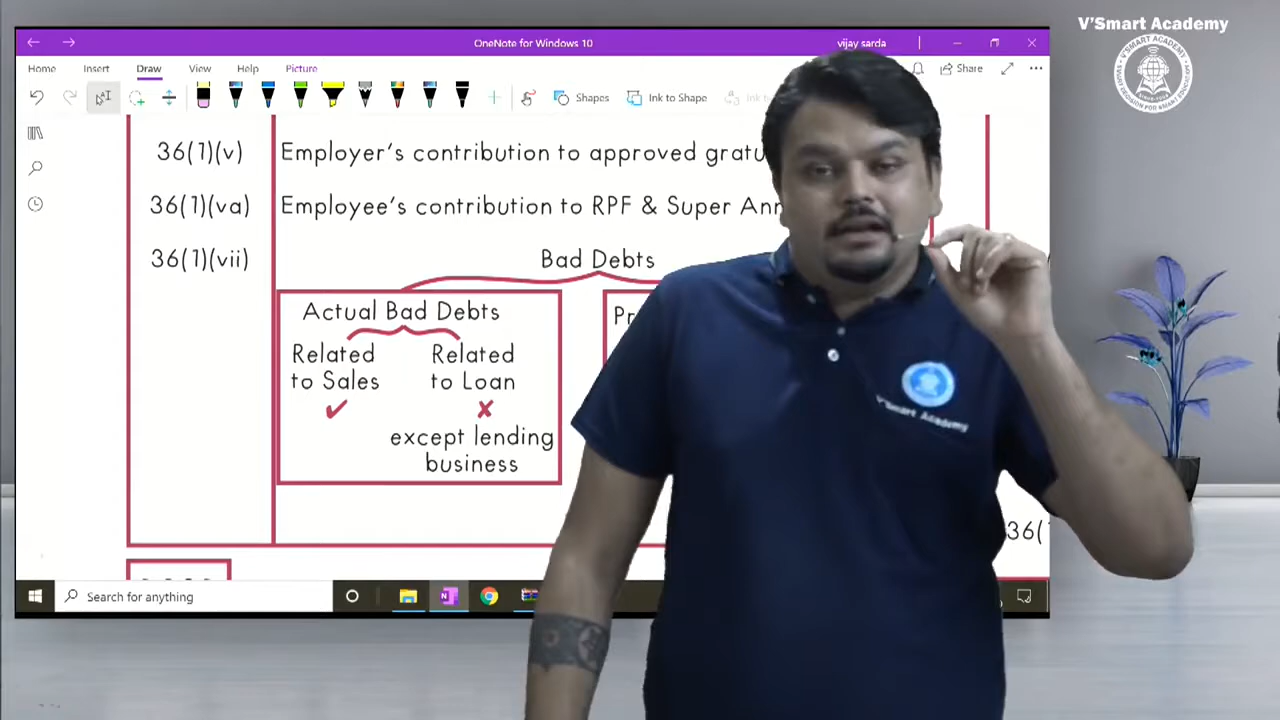 V'Smart Academy
OneNote for Windows 10
vijay sarda
Home Insert Draw View Help Picture
Share
Shapes
Ink to Shape
36(1)(v) Employer's contribution to approved gratu
36(1)(va) Employee's contribution to RPF & Super Ann
36(1)(vii) Bad Debts
Actual Bad Debts
Related to Sales
Related to Loan
except lending
business
Pr
36(
Search for anything
V'Smart Academy